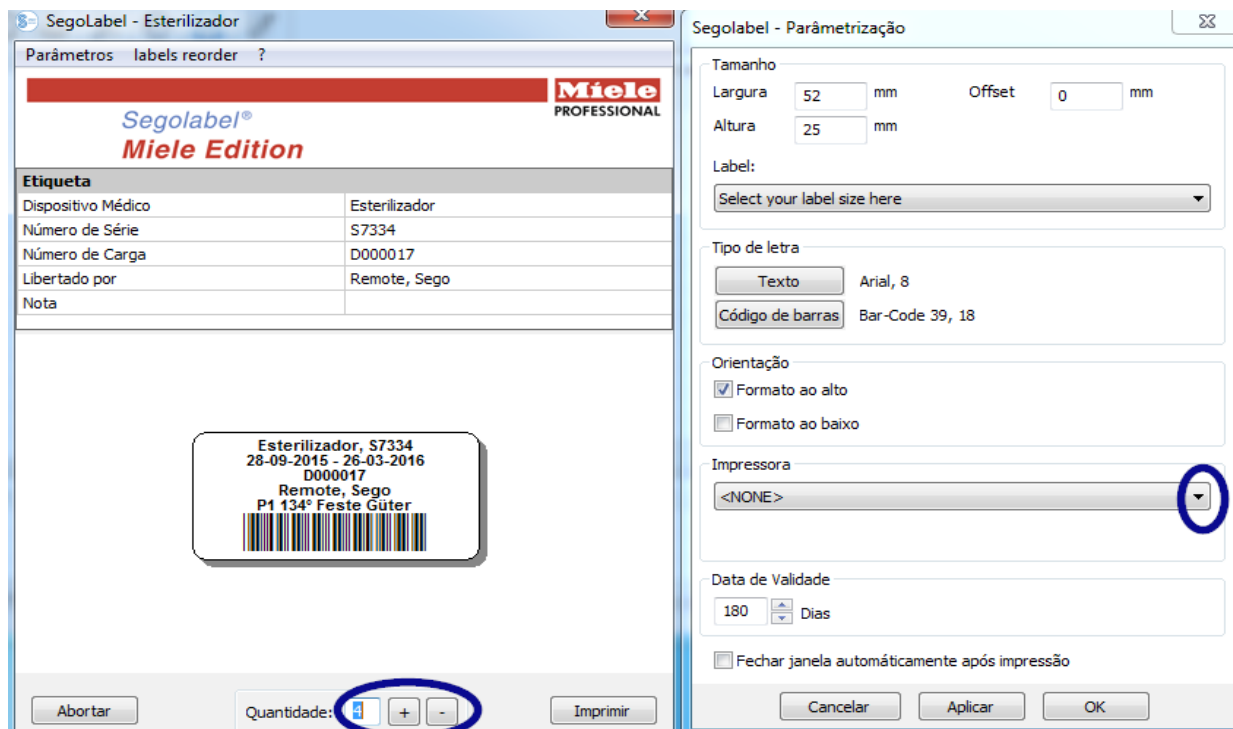 SegoLabel - Esterilizador
Parâmetros labels reorder ?
Miele
PROFESSIONAL
Segolabel®
Miele Edition
Etiqueta
Dispositivo Médico Esterilizador
Número de Série S7334
Número de Carga D000017
Libertado por Remote, Sego
Nota
Esterilizador, S7334
28-09-2015 - 26-03-2016
D000017
Remote, Sego
P1 134° Feste Güter
Abortar Quantidade: 4 + - Imprimir
Segolabel - Parâmetrização
Tamanho
Largura 52 mm Offset 0 mm
Altura 25 mm
Label:
Select your label size here
Tipo de letra
Texto Arial, 8
Código de barras Bar-Code 39, 18
Orientação
Formato ao alto
Formato ao baixo
Impressora
<NONE>
Data de Validade
180 Dias
Fechar janela automáticamente após impressão
Cancelar Aplicar OK